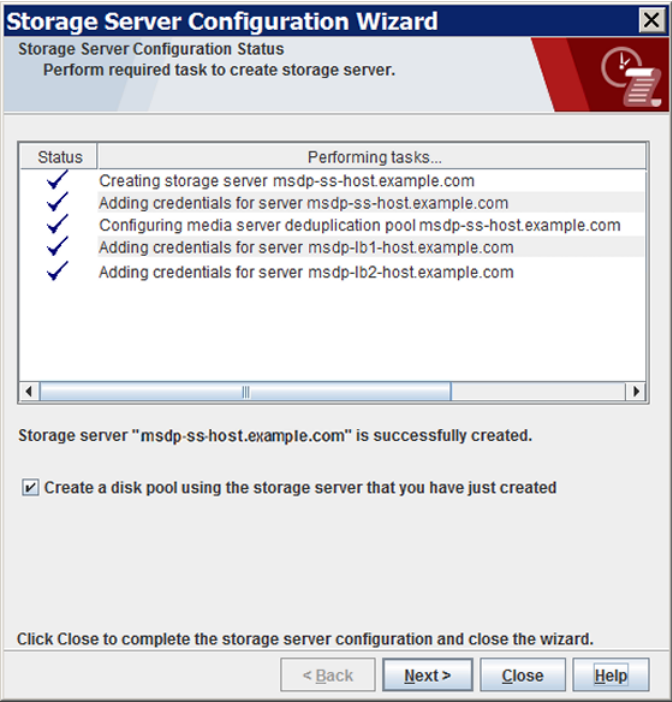 Storage Server Configuration Wizard
Storage Server Configuration Status
Perform required task to create storage server.
Status Performing tasks...
Creating storage server msdp-ss-host.example.com
Adding credentials for server msdp-ss-host.example.com
Configuring media server deduplication pool msdp-ss-host.example.com
Adding credentials for server msdp-lb1-host.example.com
Adding credentials for server msdp-lb2-host.example.com
Storage server "msdp-ss-host.example.com" is successfully created.
Create a disk pool using the storage server that you have just created
Click Close to complete the storage server configuration and close the wizard.
< Back Next > Close Help